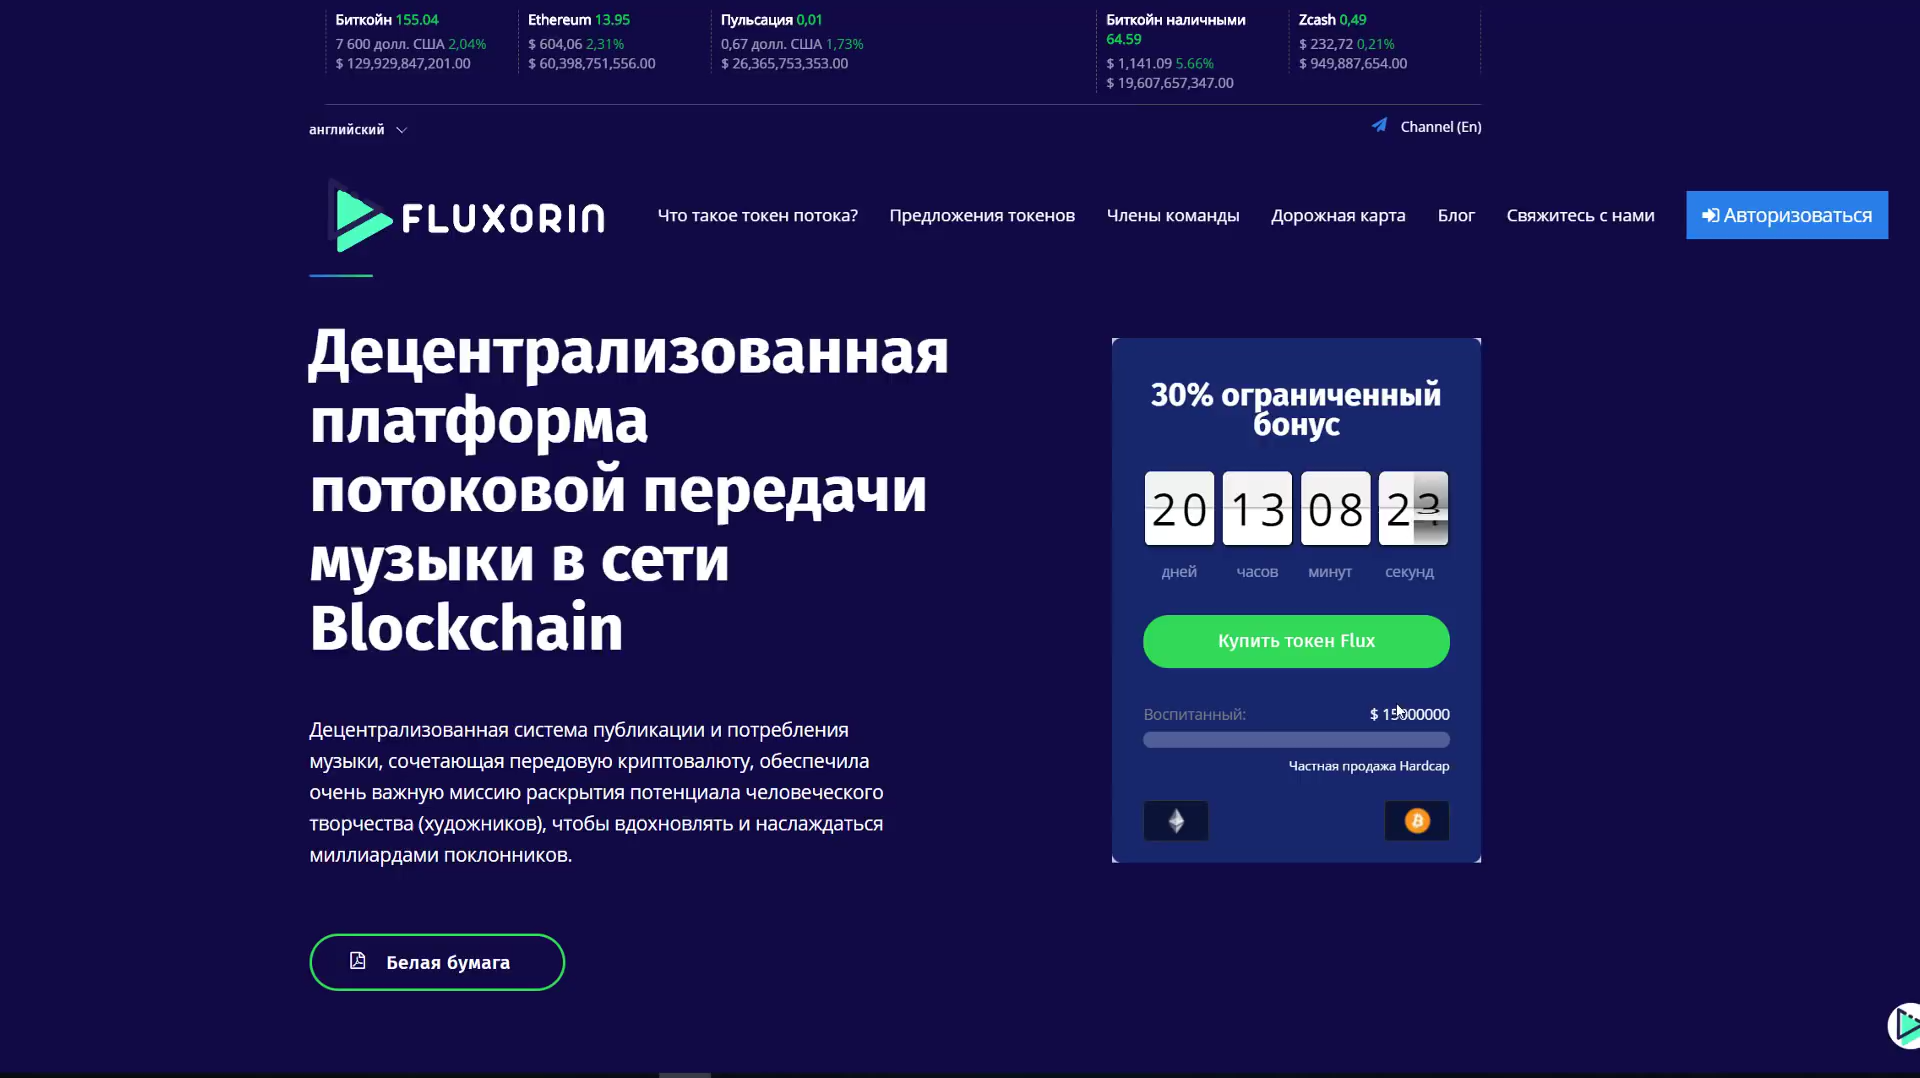 Биткойн 155.04
7 600 долл. США 2,04%
$ 129,929,847,201.00
Ethereum 13.95
$ 604,06 2,31%
$ 60,398,751,556.00
Пульсация 0,01
0,67 долл. США 1,73%
$ 26,365,753,353.00
Биткойн наличными
64.59
$ 1,141.09 5.66%
$ 19,607,657,347.00
Zcash 0,49
$ 232,72 0,21%
$ 949,887,654.00
английский
Channel (En)
FLUXORIN
Что такое токен потока?
Предложения токенов
Члены команды
Дорожная карта
Блог
Свяжитесь с нами
Авторизоваться
Децентрализованная
платформа
потоковой передачи
музыки в сети
Blockchain
Децентрализованная система публикации и потребления
музыки, сочетающая передовую криптовалюту, обеспечила
очень важную миссию раскрытия потенциала человеческого
творчества (художников), чтобы вдохновлять и наслаждаться
миллиардами поклонников.
Белая бумага
30% ограниченный
бонус
20 13 08 23
дней часов минут секунд
Купить токен Flux
Воспитанный: $ 15000000
Частная продажа Hardcap